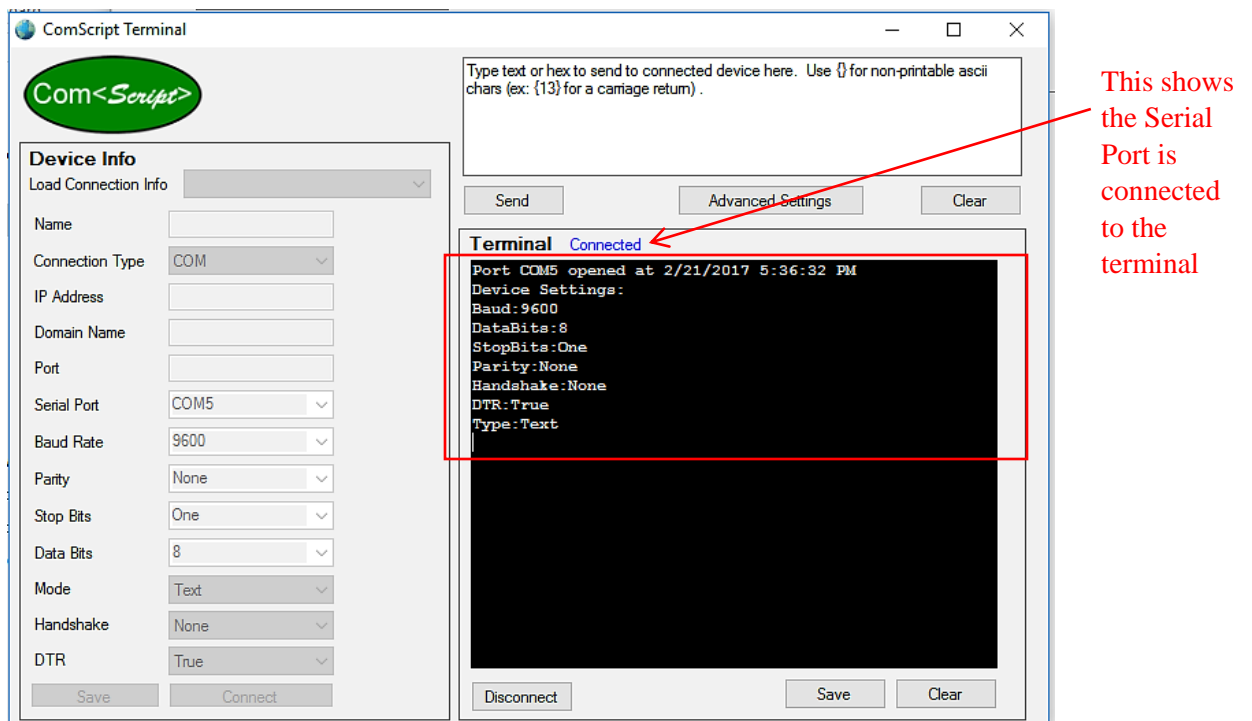 ComScript Terminal
Com<Script>
Type text or hex to send to connected device here. Use {} for non-printable ascii
chars (ex: {13} for a carriage return) .
Send
Advanced Settings
Clear
Device Info
Load Connection Info
Name
Connection Type COM
IP Address
Domain Name
Port
Serial Port COM5
Baud Rate 9600
Parity None
Stop Bits One
Data Bits 8
Mode Text
Handshake None
DTR True
Save Connect
Terminal Connected
Port COM5 opened at 2/21/2017 5:36:32 PM
Device Settings:
Baud:9600
DataBits:8
StopBits:One
Parity:None
Handshake:None
DTR:True
Type:Text
Disconnect
Save
Clear
This shows
the Serial
Port is
connected
to the
terminal